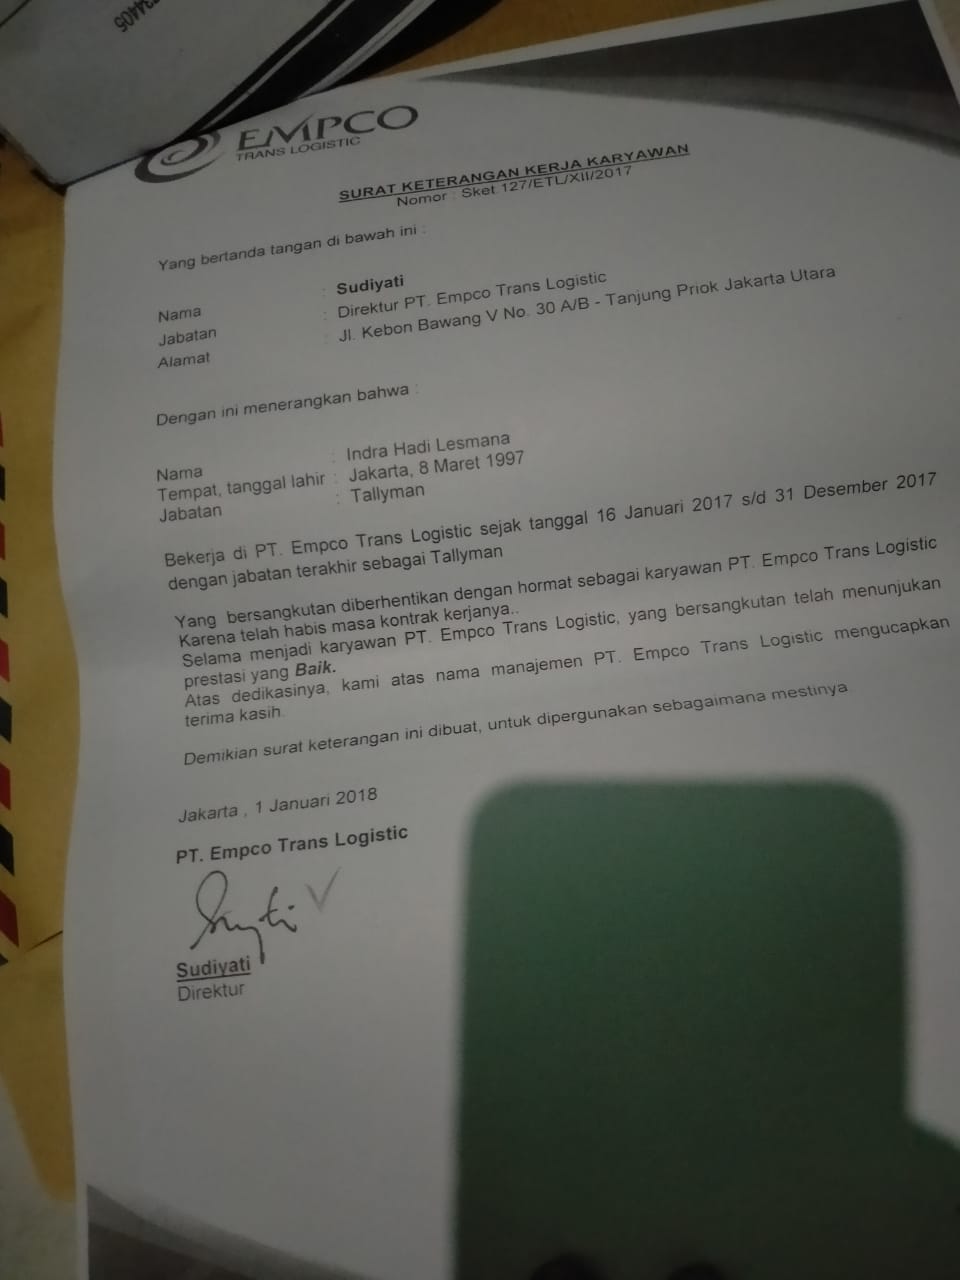 34405
EMPCO
TRANS LOGISTIC
SURAT KETERANGAN KERJA KARYAWAN
Nomor : Sket 127/ETL/XII/2017
Yang bertanda tangan di bawah ini :
Nama : Sudiyati
Jabatan : Direktur PT. Empco Trans Logistic
Alamat : Jl. Kebon Bawang V No. 30 A/B - Tanjung Priok Jakarta Utara
Dengan ini menerangkan bahwa :
Nama : Indra Hadi Lesmana
Tempat, tanggal lahir : Jakarta, 8 Maret 1997
Jabatan : Tallyman
Bekerja di PT. Empco Trans Logistic sejak tanggal 16 Januari 2017 s/d 31 Desember 2017
dengan jabatan terakhir sebagai Tallyman
Yang bersangkutan diberhentikan dengan hormat sebagai karyawan PT. Empco Trans Logistic
Karena telah habis masa kontrak kerjanya..
Selama menjadi karyawan PT. Empco Trans Logistic, yang bersangkutan telah menunjukan
prestasi yang Baik.
Atas dedikasinya, kami atas nama manajemen PT. Empco Trans Logistic mengucapkan
terima kasih.
Demikian surat keterangan ini dibuat, untuk dipergunakan sebagaimana mestinya.
Jakarta , 1 Januari 2018
PT. Empco Trans Logistic
Sudiyati
Direktur